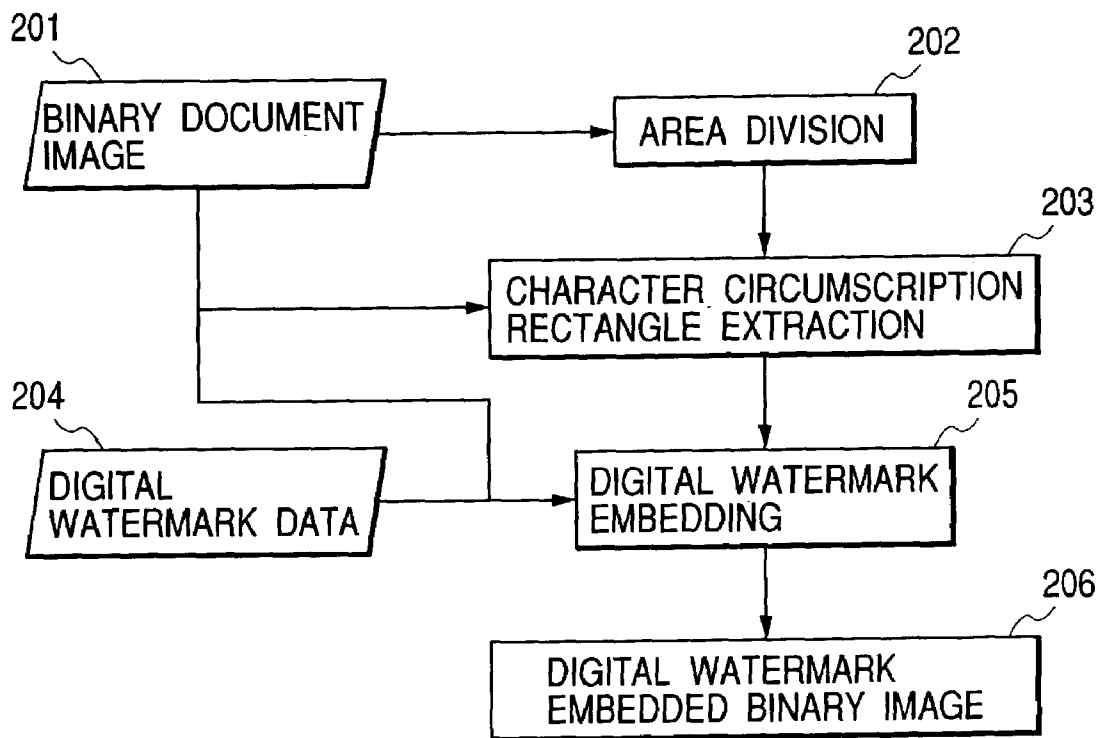 201
BINARY DOCUMENT
IMAGE
202
AREA DIVISION
203
CHARACTER CIRCUMSCRIPTION
RECTANGLE EXTRACTION
204
DIGITAL
WATERMARK DATA
205
DIGITAL WATERMARK
EMBEDDING
206
DIGITAL WATERMARK
EMBEDDED BINARY IMAGE